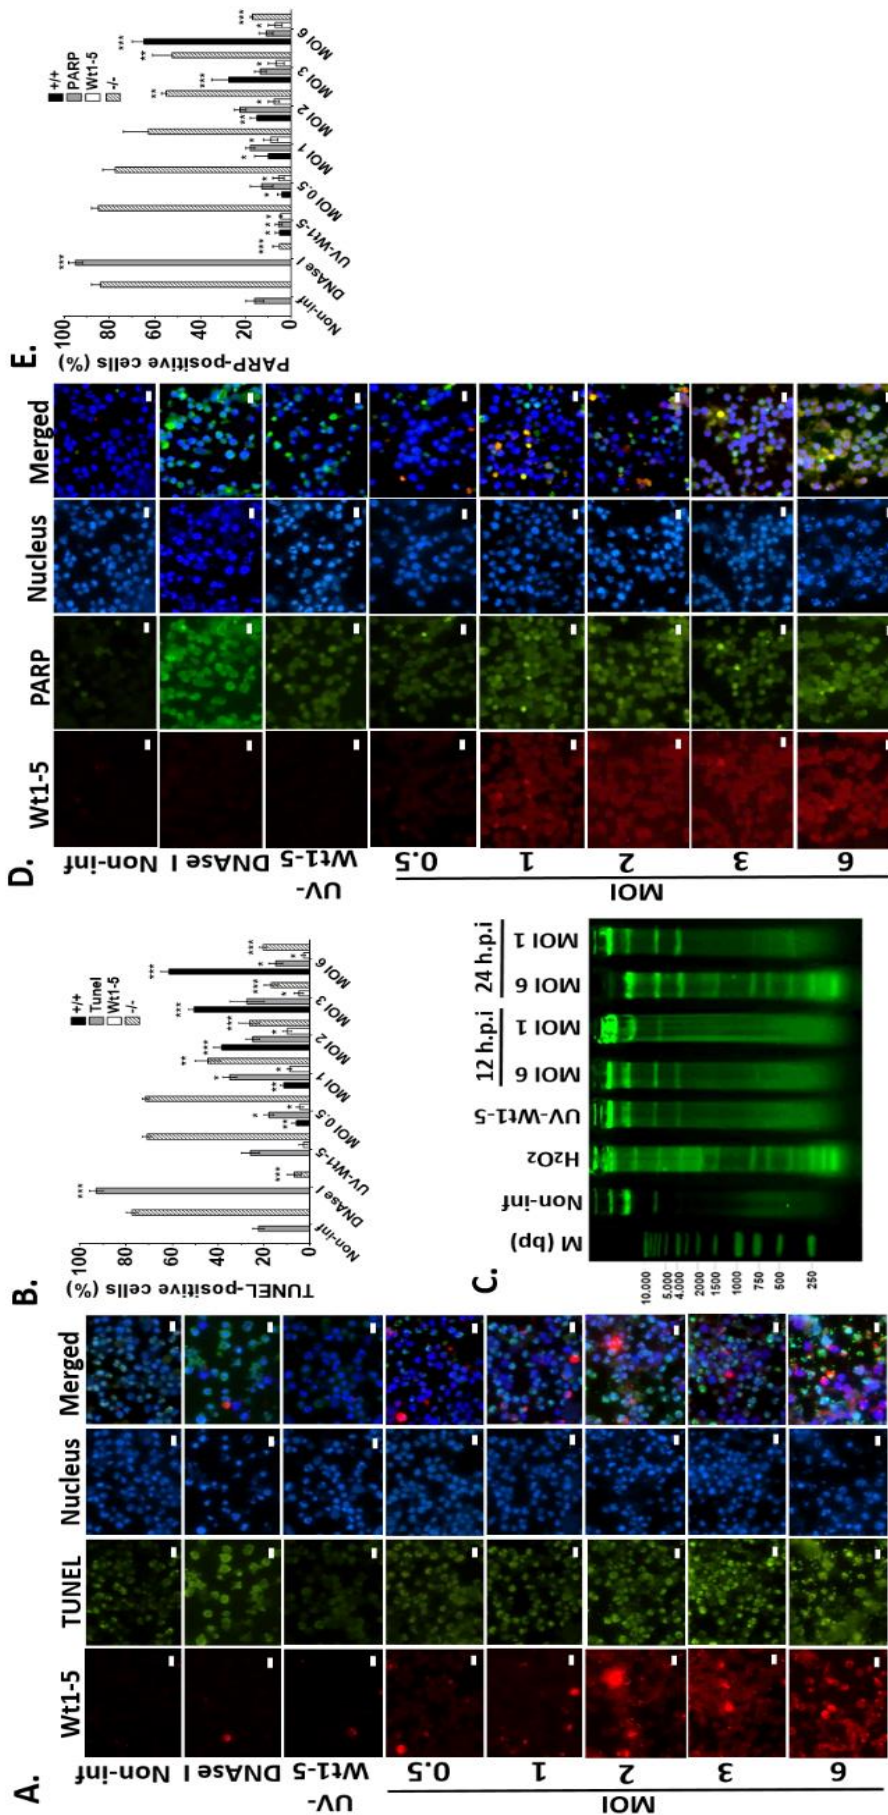 A.
Wt1-5
TUNEL
Nucleus
Merged
Non-inf
DNAse I
UV-
Wt1-5
0.5
1
2
3
6
MOI
B.
TUNEL-positive cells (%)
100
80
60
40
20
0
+/+
Tunel
Wt1-5
-/-
Non-inf
DNAse I
UV-Wt1-5
MOI 0.5
MOI 1
MOI 2
MOI 3
MOI 6
***
***
** * *
** * * **
*** * ***
*** * ***
*** * * ***
C.
12 h.p.i
24 h.p.i
M (bp)
Non-inf
H2O2
UV-Wt1-5
MOI 6
MOI 1
MOI 6
MOI 1
10.000
5.000
4.000
2000
1500
1000
750
500
250
D.
Wt1-5
PARP
Nucleus
Merged
Non-inf
DNAse I
UV-
Wt1-5
0.5
1
2
3
6
MOI
E.
PARP-positive cells (%)
100
80
60
40
20
0
+/+
PARP
Wt1-5
-/-
Non-inf
DNAse I
UV-Wt1-5
MOI 0.5
MOI 1
MOI 2
MOI 3
MOI 6
***
***
* * *
* *
* *
** * **
*** * **
*** * ***